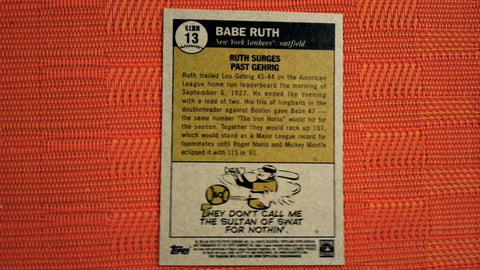 61BR
13
BABE RUTH
New York Yankees®, outfield
RUTH SURGES
PAST GEHRIG
Ruth trailed Lou Gehrig 45-44 on the American
League home run leaderboard the morning of
September 6, 1927. He ended the evening
with a lead of two. His trio of longballs in the
doubleheader against Boston gave Babe 47 —
the same number "The Iron Horse" would hit for
the season. Together they would rack up 107,
which would stand as a Major League record for
teammates until Roger Maris and Mickey Mantle
eclipsed it with 115 in '61.
THEY DON'T CALL ME
THE SULTAN OF SWAT
FOR NOTHIN'.
TOPPS